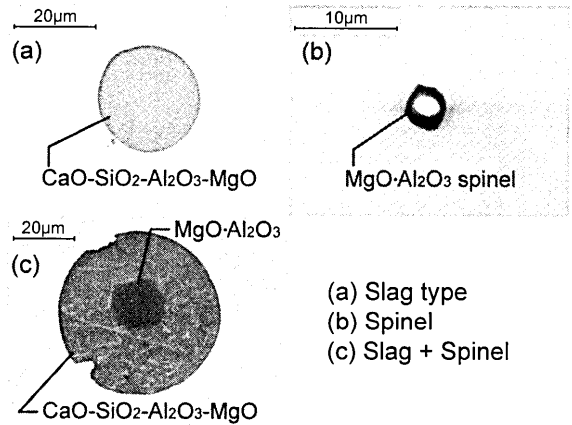 20μm
(a)
CaO-SiO₂-Al₂O₃-MgO
10μm
(b)
MgO·Al₂O₃ spinel
20μm
(c)
MgO·Al₂O₃
CaO-SiO₂-Al₂O₃-MgO
(a) Slag type
(b) Spinel
(c) Slag + Spinel